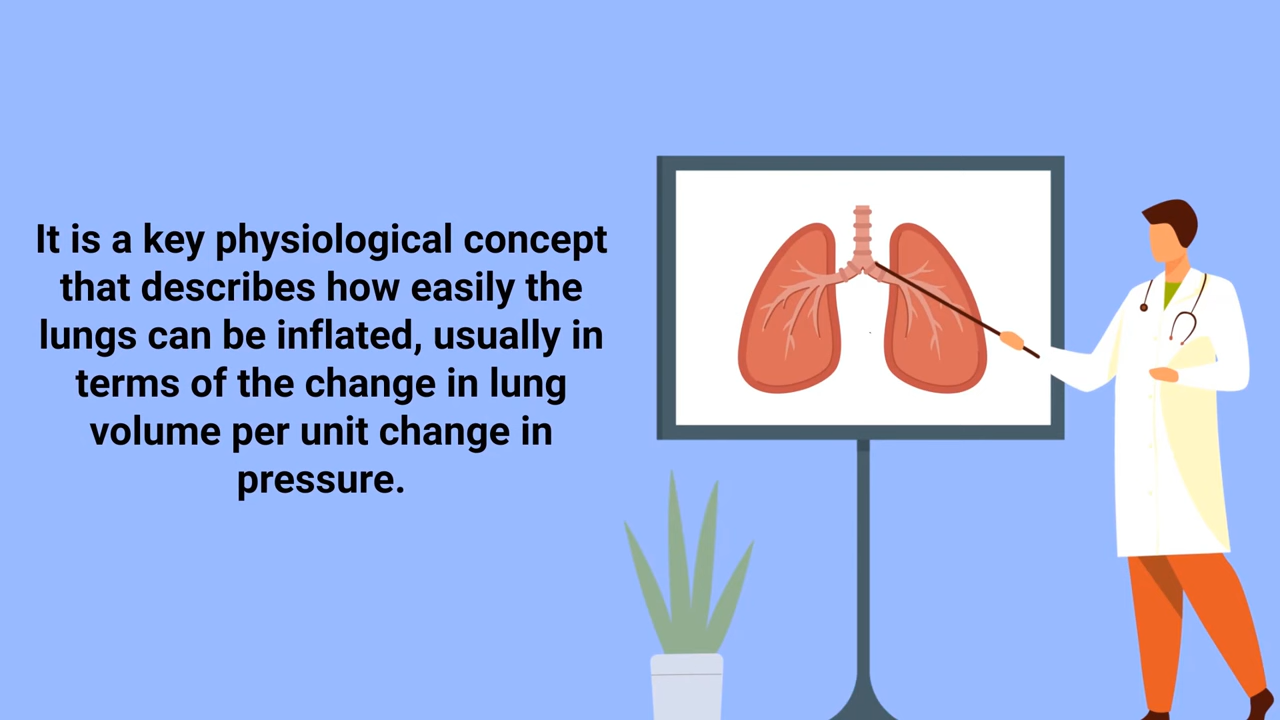 It is a key physiological concept
that describes how easily the
lungs can be inflated, usually in
terms of the change in lung
volume per unit change in
pressure.